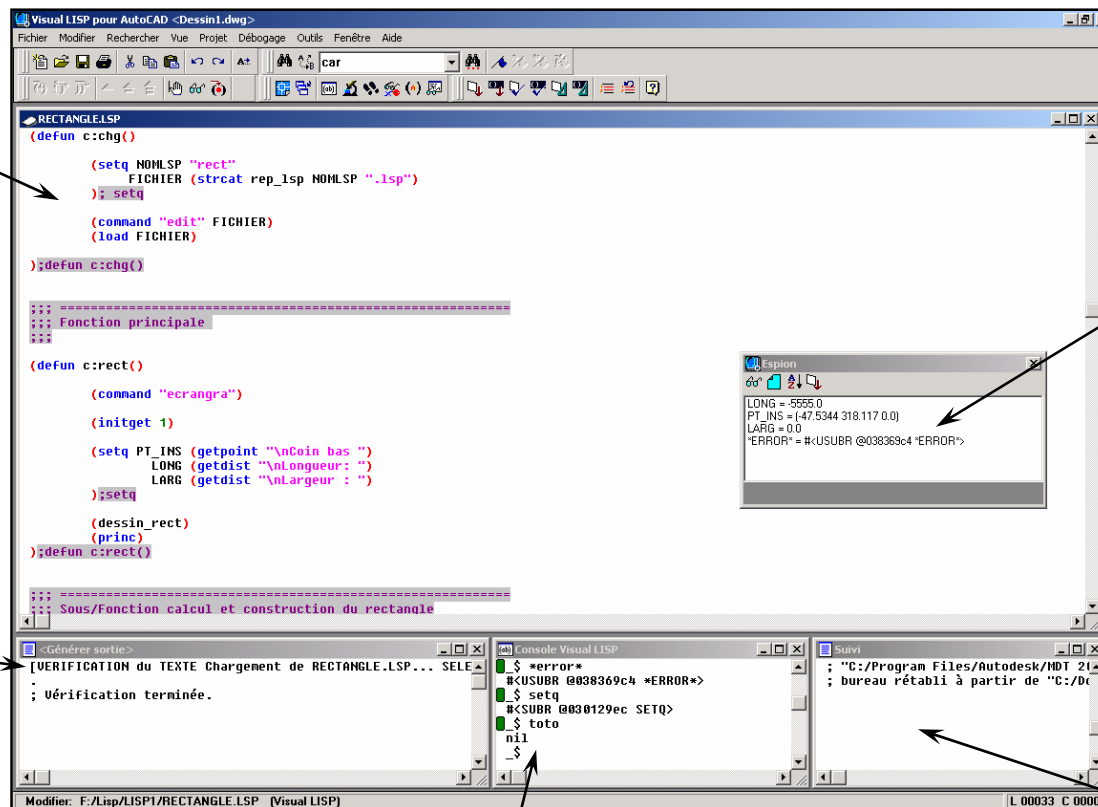 Visual LISP pour AutoCAD <Dessin1.dwg>
Fichier Modifier Rechercher Vue Projet Débogage Outils Fenêtre Aide
car
RECTANGLE.LSP
(defun c:chg()
(setq NOMLSP "rect"
FICHIER (strcat rep_lsp NOMLSP ".lsp")
); setq
(command "edit" FICHIER)
(load FICHIER)
);defun c:chg()
;;; ===========================================================
;;; Fonction principale
;;;
(defun c:rect()
(command "ecrangra")
(initget 1)
(setq PT_INS (getpoint "\nCoin bas ")
LONG (getdist "\nLongueur: ")
LARG (getdist "\nLargeur : ")
);setq
(dessin_rect)
(princ)
);defun c:rect()
;;; ===========================================================
;;; Sous/Fonction calcul et construction du rectangle
Espion
LONG = -5555.0
PT_INS = (-47.5344 318.117 0.0)
LARG = 0.0
*ERROR* = #<USUBR @038369c4 *ERROR*>
<Générer sortie>
[VERIFICATION du TEXTE Chargement de RECTANGLE.LSP... SELE
.
; Vérification terminée.
Console Visual LISP
_$ *error*
#<USUBR @038369c4 *ERROR*>
_$ setq
#<SUBR @030129ec SETQ>
_$ toto
nil
_$
Suivi
; "C:/Program Files/Autodesk/MDT 20
; bureau rétabli à partir de "C:/Do
Modifier: F:/Lisp/LISP1/RECTANGLE.LSP (Visual LISP)
L 00033 C 0000